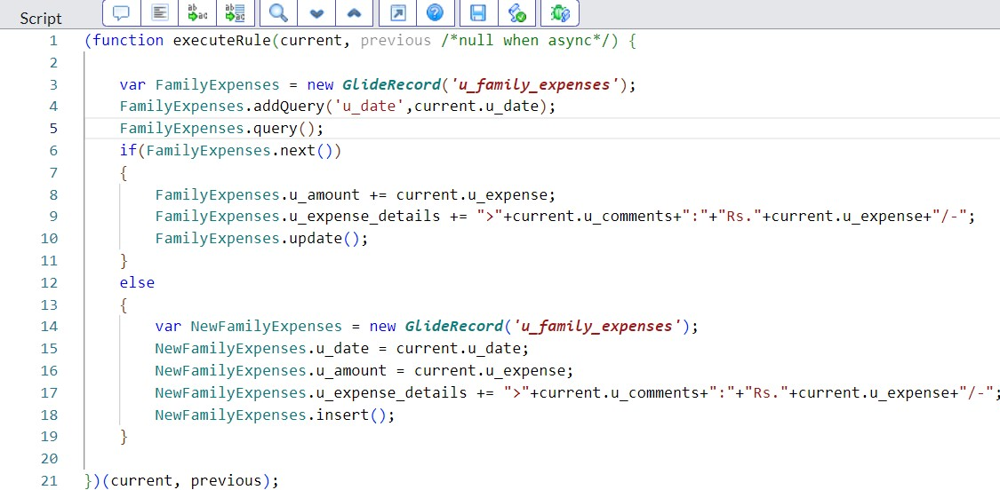 Script
1 (function executeRule(current, previous /*null when async*/) {
2
3 var FamilyExpenses = new GlideRecord('u_family_expenses');
4 FamilyExpenses.addQuery('u_date',current.u_date);
5 FamilyExpenses.query();
6 if(FamilyExpenses.next())
7 {
8 FamilyExpenses.u_amount += current.u_expense;
9 FamilyExpenses.u_expense_details += ">"+current.u_comments+":"+"Rs."+current.u_expense+"/-";
10 FamilyExpenses.update();
11 }
12 else
13 {
14 var NewFamilyExpenses = new GlideRecord('u_family_expenses');
15 NewFamilyExpenses.u_date = current.u_date;
16 NewFamilyExpenses.u_amount = current.u_expense;
17 NewFamilyExpenses.u_expense_details += ">"+current.u_comments+":"+"Rs."+current.u_expense+"/-";
18 NewFamilyExpenses.insert();
19 }
20
21 })(current, previous);